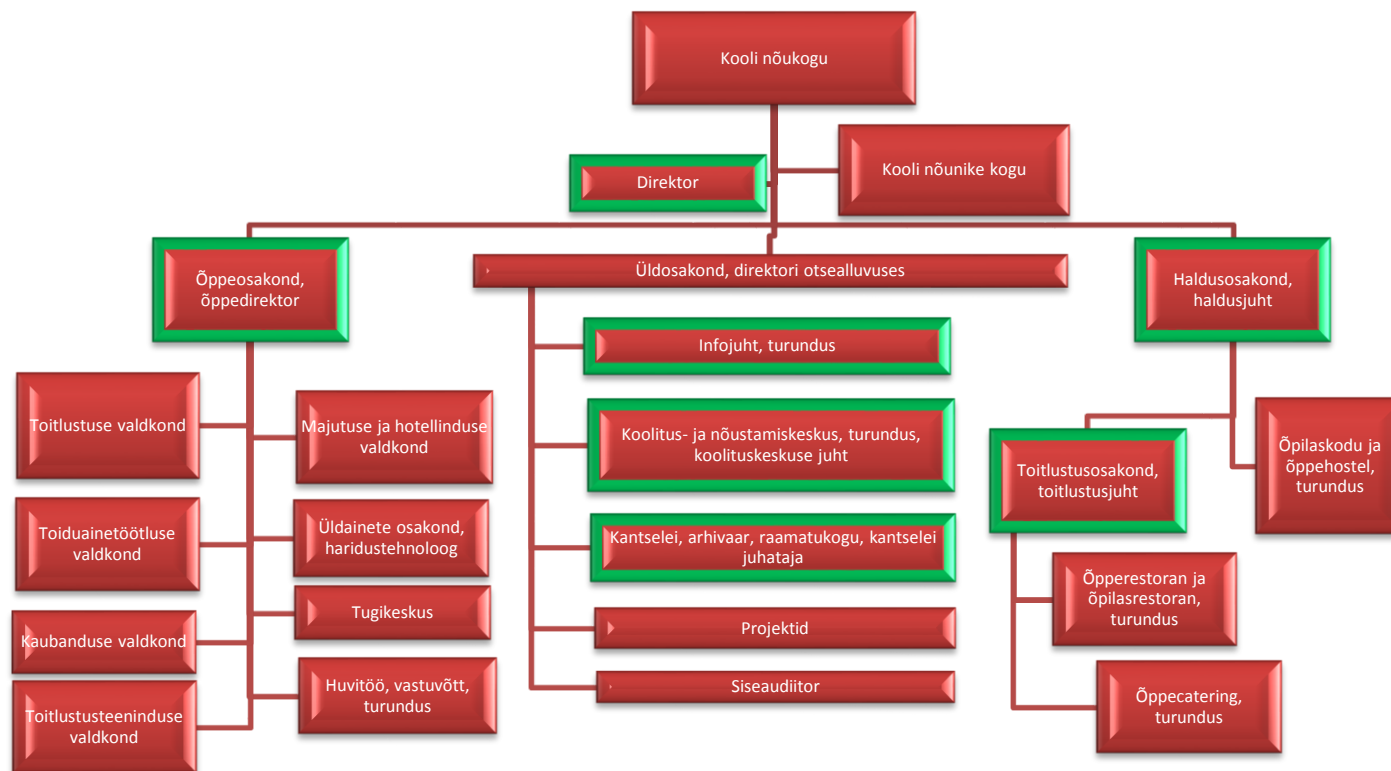 Kooli nõukogu
Kooli nõunike kogu
Direktor
Õppeosakond,
õppedirektor
Toitlustuse valdkond
Majutuse ja hotellinduse
valdkond
Toiduainetöötluse
valdkond
Üldainete osakond,
haridustehnoloog
Kaubanduse valdkond
Tugikeskus
Toitlustusteeninduse
valdkond
Huvitöö, vastuvõtt,
turundus
Üldosakond, direktori otsealluvuses
Infojuht, turundus
Koolitus- ja nõustamiskeskus, turundus,
koolituskeskuse juht
Kantselei, arhivaar, raamatukogu, kantselei
juhataja
Projektid
Siseaudiitor
Haldusosakond,
haldusjuht
Toitlustusosakond,
toitlustusjuht
Õpperestoran ja
õpilasrestoran,
turundus
Õppecatering,
turundus
Õpilaskodu ja
õppehostel,
turundus